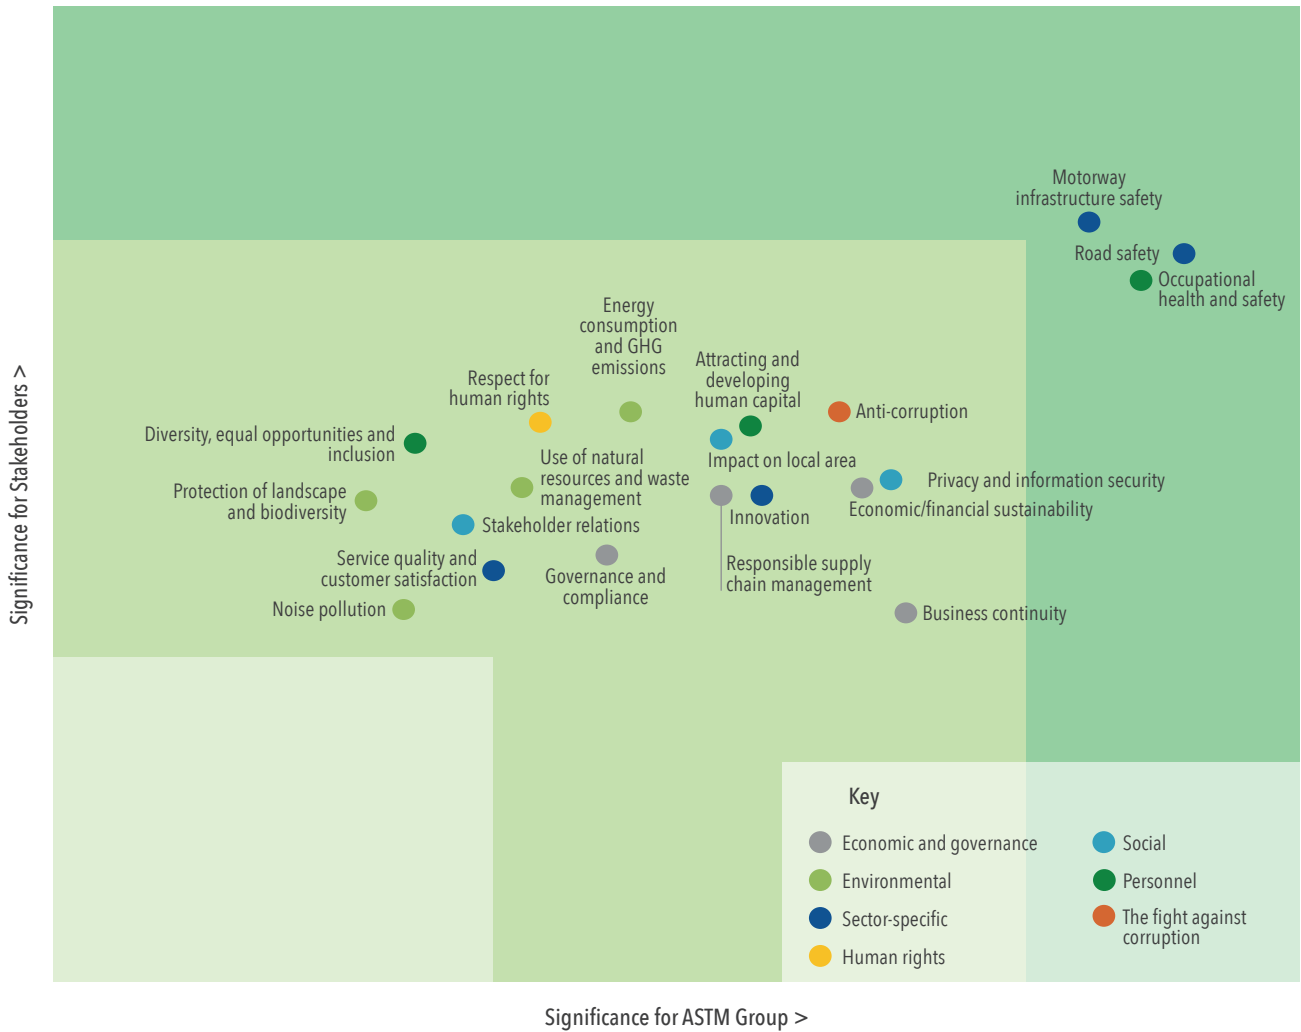 Motorway
infrastructure safety
Road safety
Occupational
health and safety
Energy
consumption
and GHG
emissions
Attracting and
developing
human capital
Respect for
human rights
Anti-corruption
Diversity, equal opportunities and
inclusion
Impact on local area
Use of natural
resources and waste
management
Privacy and information security
Protection of landscape
and biodiversity
Economic/financial sustainability
Innovation
Stakeholder relations
Service quality and
customer satisfaction
Governance and
compliance
Responsible supply
chain management
Noise pollution
Business continuity
Significance for Stakeholders >
Key
Economic and governance
Environmental
Sector-specific
Human rights
Social
Personnel
The fight against
corruption
Significance for ASTM Group >